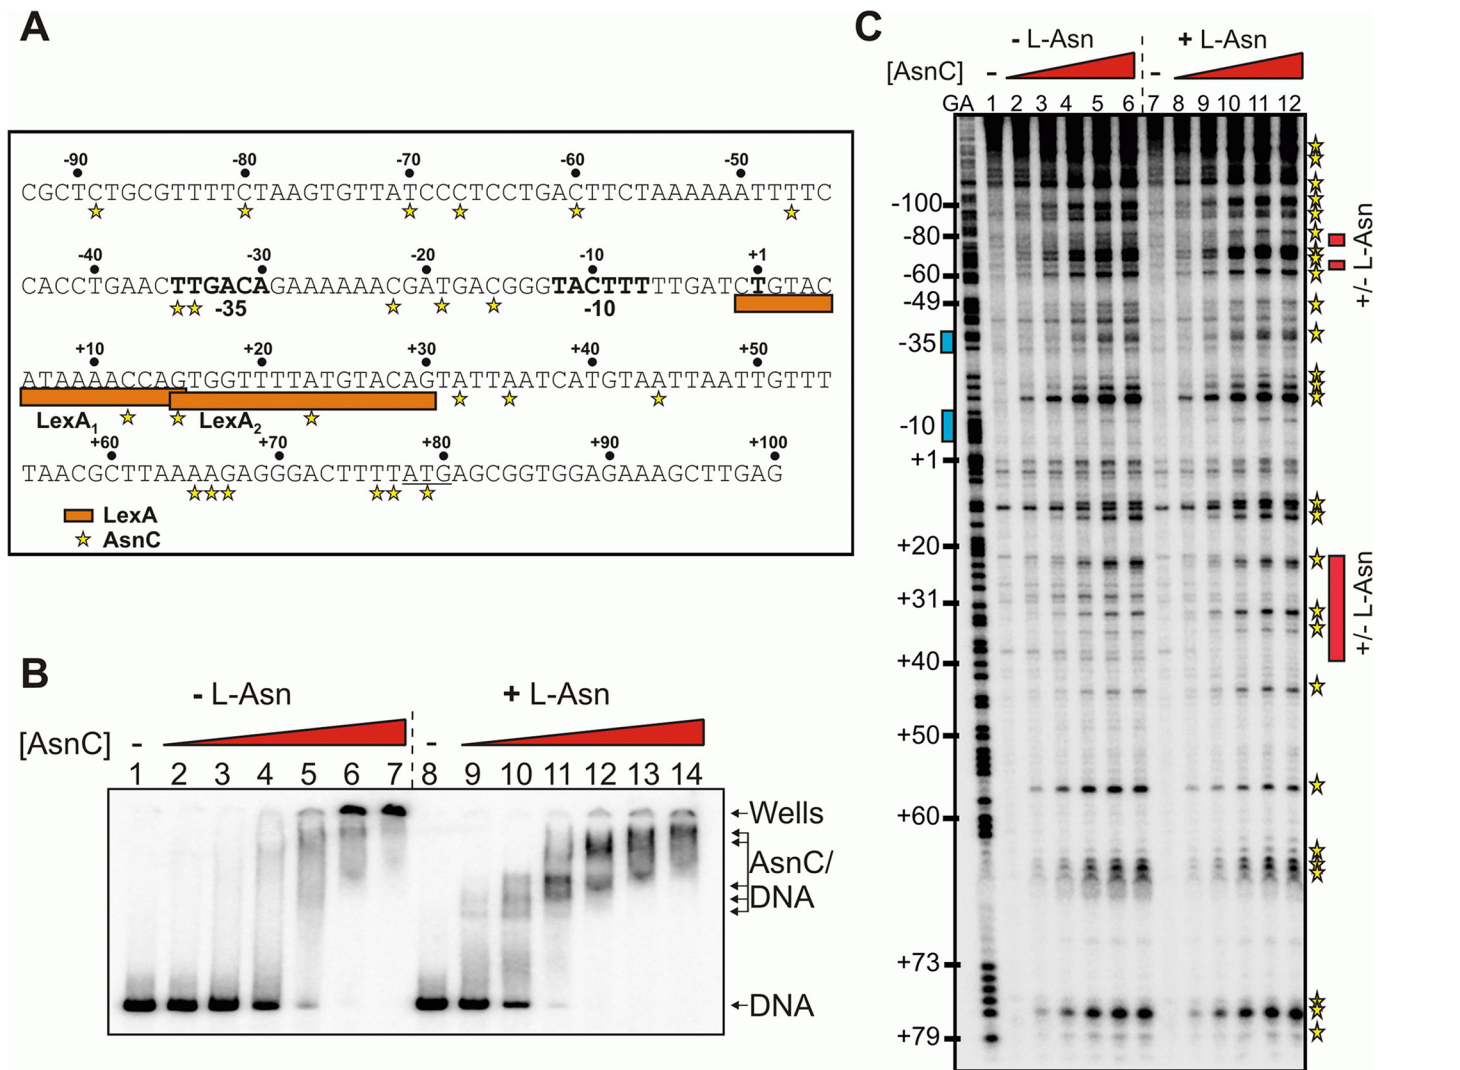 A
-90 -80 -70 -60 -50
CGCTCTGCGTTTTCTAAGTGTTATCCCTCCTGACTTCTAAAAAATTTTC
-40 -30 -20 -10 +1
CACCTGAACTTGACAGAAAAAACGATGACGGGTACTTTTTGATCTGTAC
-35 -10
+10 +20 +30 +40 +50
ATAAAACCAGTGGTTTTATGTACAGTATTAATCATGTAATTAATTGTTT
LexA1 LexA2
+60 +70 +80 +90 +100
TAACGCTTAAAAGAGGGACTTTTATGAGCGGTGGAGAAAGCTTGAG
LexA
AsnC
B
- L-Asn + L-Asn
[AsnC] - -
1 2 3 4 5 6 7 8 9 10 11 12 13 14
Wells
AsnC/
DNA
DNA
C
- L-Asn + L-Asn
[AsnC] - -
GA 1 2 3 4 5 6 7 8 9 10 11 12
-100
-80
-60
-49
-35
-10
+1
+20
+31
+40
+50
+60
+73
+79
+/- L-Asn
+/- L-Asn